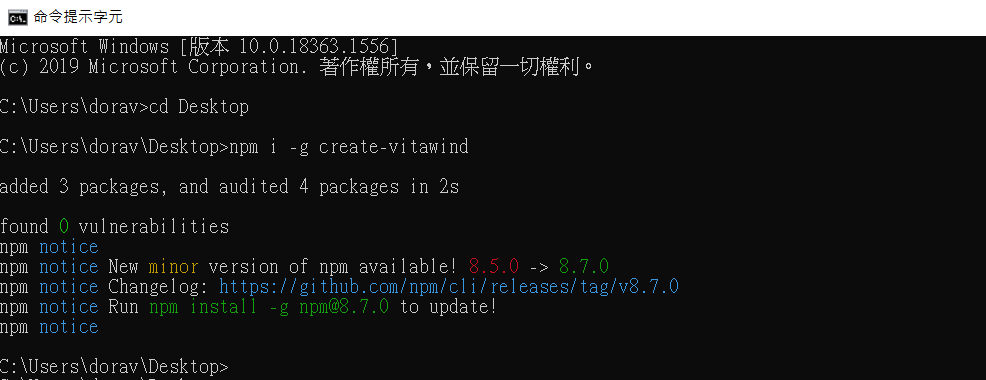 命令提示字元
Microsoft Windows [版本 10.0.18363.1556]
(c) 2019 Microsoft Corporation. 著作權所有，並保留一切權利。
C:\Users\dorav>cd Desktop
C:\Users\dorav\Desktop>npm i -g create-vitawind
added 3 packages, and audited 4 packages in 2s
found 0 vulnerabilities
npm notice
npm notice New minor version of npm available! 8.5.0 -> 8.7.0
npm notice Changelog: https://github.com/npm/cli/releases/tag/v8.7.0
npm notice Run npm install -g npm@8.7.0 to update!
npm notice
C:\Users\dorav\Desktop>